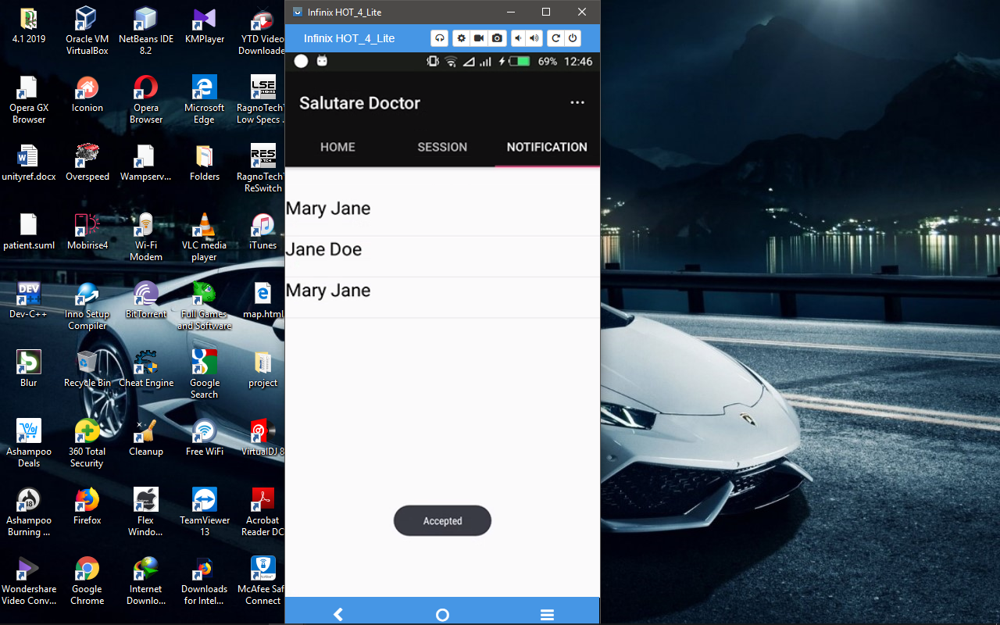 4.1 2019
Oracle VM
VirtualBox
NetBeans IDE
8.2
KMPlayer
YTD Video
Downloade
Opera GX
Browser
Iconion
Opera
Browser
Microsoft
Edge
LSE
RagnoTech
Low Specs .
unityref.docx
Overspeed
Wampserv...
Folders
RES
RagnoTech
ReSwitch
patient.suml
Mobirise4
Wi-Fi
Modem
VLC media
player
iTunes
DEV
Dev-C++
Inno Setup
Compiler
BitTorrent
Full Games
and Software
map.html
Blur
Recycle Bin
Cheat Engine
Google
Search
project
Ashampoo
Deals
360 Total
Security
Cleanup
Free WiFi
VirtualDJ 8
18
Ashampoo
Burning ...
Firefox
Flex
Windo...
TeamViewer
13
Acrobat
Reader DC
Wondershare
Video Conv...
Google
Chrome
Internet
Downlo...
Downloads
for Intel...
McAfee Saf
Connect
Infinix HOT_4_Lite
Infinix HOT_4_Lite
69% 12:46
Salutare Doctor
HOME SESSION NOTIFICATION
Mary Jane
Jane Doe
Mary Jane
Accepted